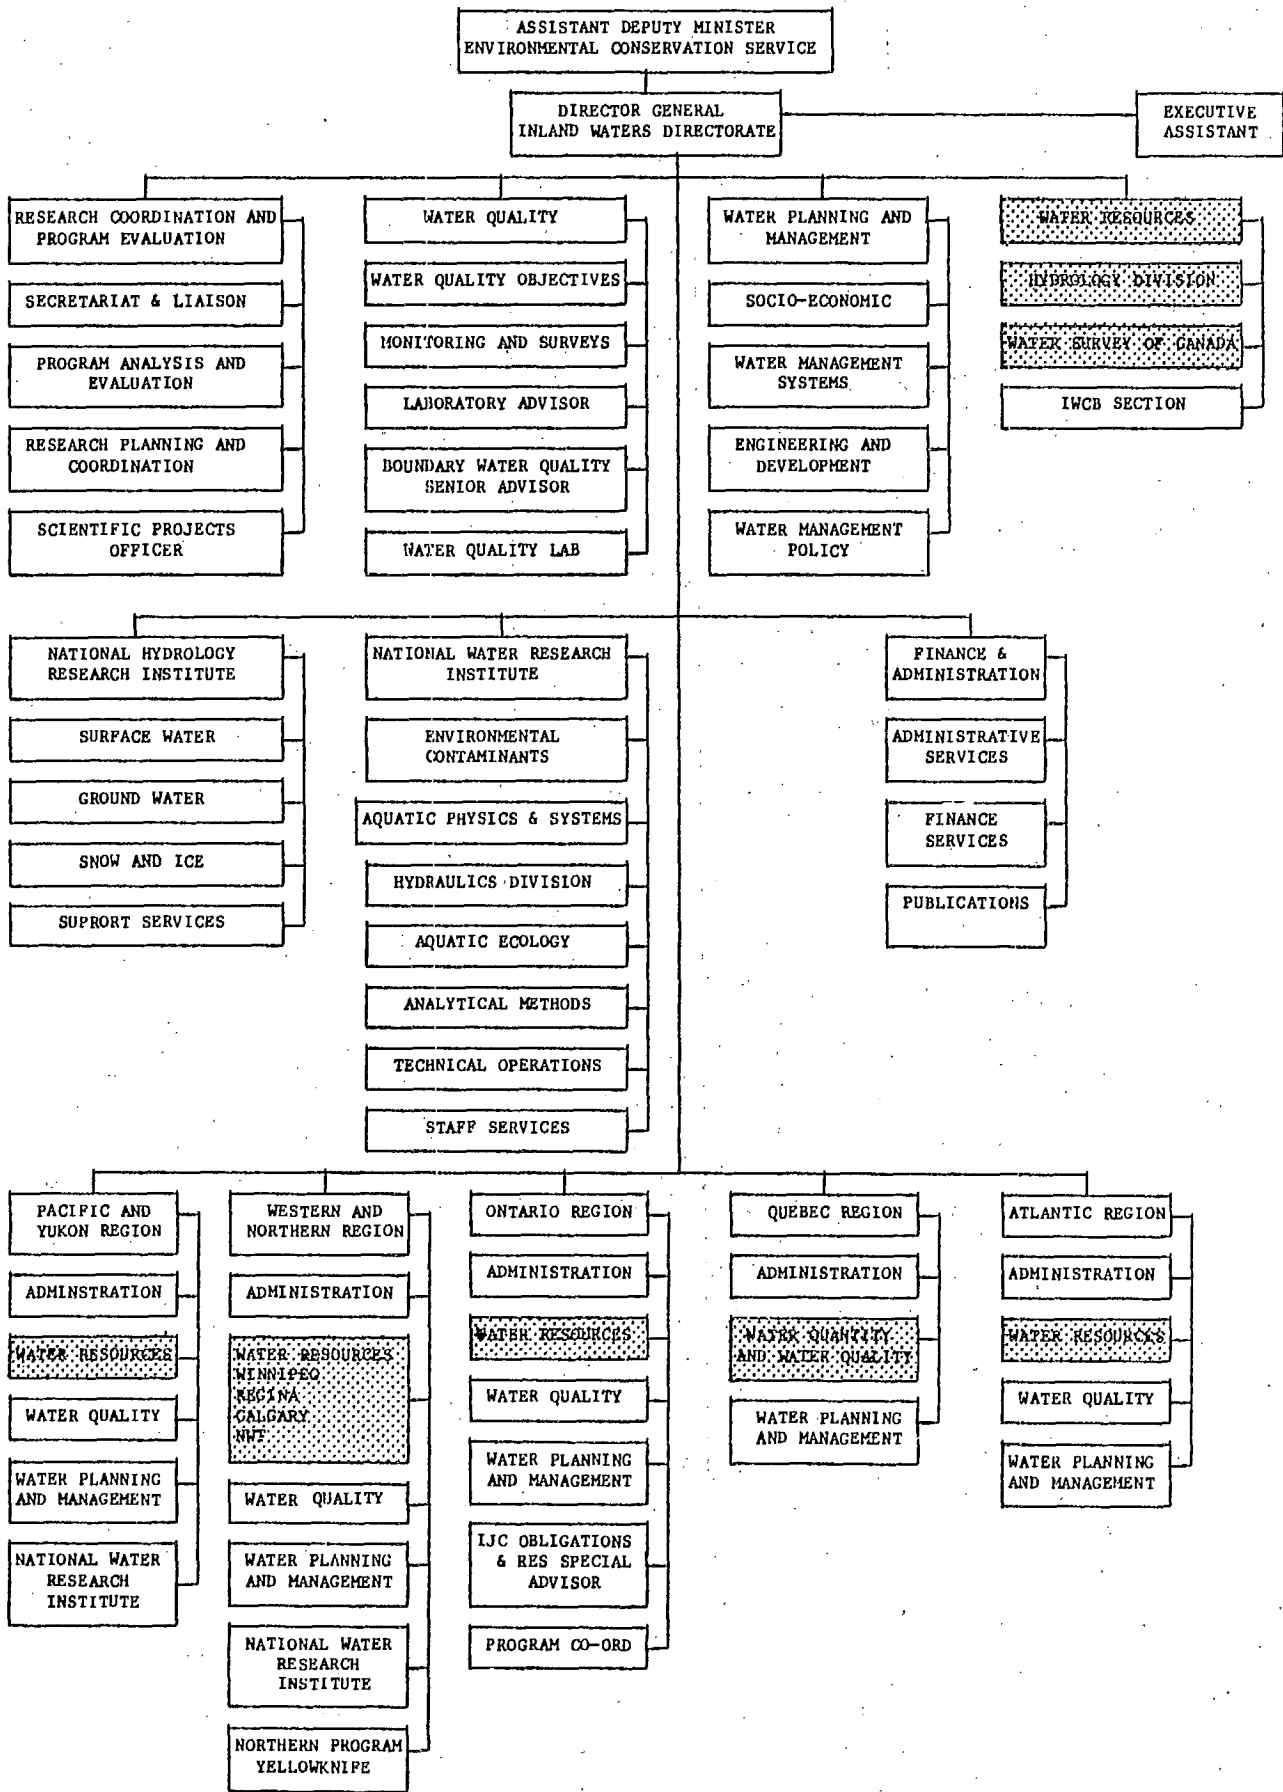 ASSISTANT DEPUTY MINISTER
ENVIRONMENTAL CONSERVATION SERVICE
DIRECTOR GENERAL
INLAND WATERS DIRECTORATE
EXECUTIVE
ASSISTANT
RESEARCH COORDINATION AND
PROGRAM EVALUATION
SECRETARIAT & LIAISON
PROGRAM ANALYSIS AND
EVALUATION
RESEARCH PLANNING AND
COORDINATION
SCIENTIFIC PROJECTS
OFFICER
WATER QUALITY
WATER QUALITY OBJECTIVES
MONITORING AND SURVEYS
LABORATORY ADVISOR
BOUNDARY WATER QUALITY
SENIOR ADVISOR
WATER QUALITY LAB
WATER PLANNING AND
MANAGEMENT
SOCIO-ECONOMIC
WATER MANAGEMENT
SYSTEMS
ENGINEERING AND
DEVELOPMENT
WATER MANAGEMENT
POLICY
WATER RESOURCES
HYDROLOGY DIVISION
WATER SURVEY OF CANADA
IWCB SECTION
NATIONAL HYDROLOGY
RESEARCH INSTITUTE
SURFACE WATER
GROUND WATER
SNOW AND ICE
SUPRORT SERVICES
NATIONAL WATER RESEARCH
INSTITUTE
ENVIRONMENTAL
CONTAMINANTS
AQUATIC PHYSICS & SYSTEMS
HYDRAULICS DIVISION
AQUATIC ECOLOGY
ANALYTICAL METHODS
TECHNICAL OPERATIONS
STAFF SERVICES
FINANCE &
ADMINISTRATION
ADMINISTRATIVE
SERVICES
FINANCE
SERVICES
PUBLICATIONS
PACIFIC AND
YUKON REGION
ADMINSTRATION
WATER RESOURCES
WATER QUALITY
WATER PLANNING
AND MANAGEMENT
NATIONAL WATER
RESEARCH
INSTITUTE
WESTERN AND
NORTHERN REGION
ADMINISTRATION
WATER RESOURCES
WINNIPEG
REGINA
CALGARY
NWT
WATER QUALITY
WATER PLANNING
AND MANAGEMENT
NATIONAL WATER
RESEARCH
INSTITUTE
NORTHERN PROGRAM
YELLOWKNIFE
ONTARIO REGION
ADMINISTRATION
WATER RESOURCES
WATER QUALITY
WATER PLANNING
AND MANAGEMENT
IJC OBLIGATIONS
& RES SPECIAL
ADVISOR
PROGRAM CO-ORD
QUEBEC REGION
ADMINISTRATION
WATER QUANTITY
AND WATER QUALITY
WATER PLANNING
AND MANAGEMENT
ATLANTIC REGION
ADMINISTRATION
WATER RESOURCES
WATER QUALITY
WATER PLANNING
AND MANAGEMENT